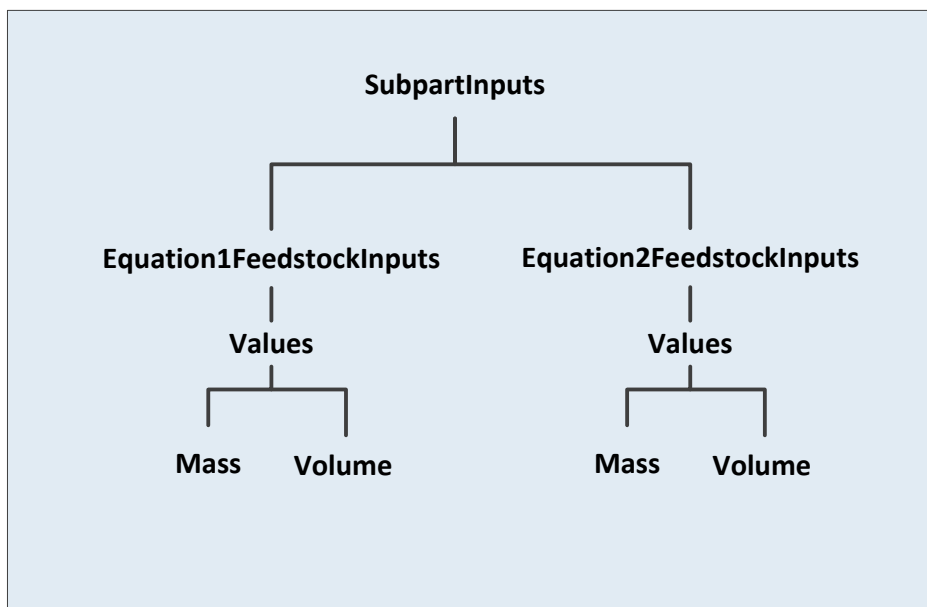 SubpartInputs
Equation1FeedstockInputs
Equation2FeedstockInputs
Values
Values
Mass
Volume
Mass
Volume